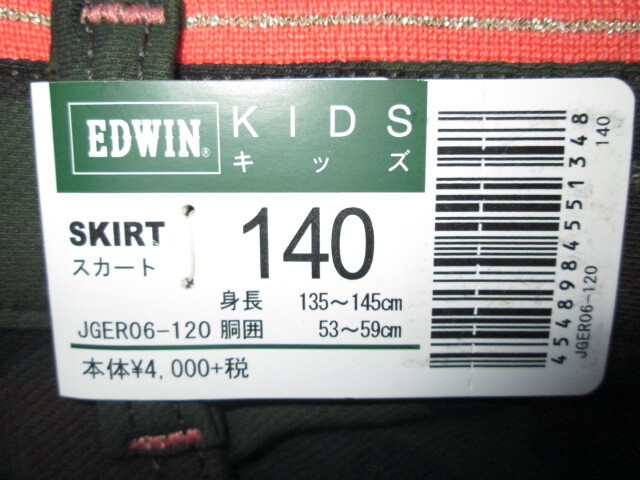 EDWIN®
KIDS
キッズ
SKIRT
スカート
140
身長 135～145cm
JGER06-120 胴囲 53～59cm
本体¥4,000+税
4548984551348
140
JGER06-120